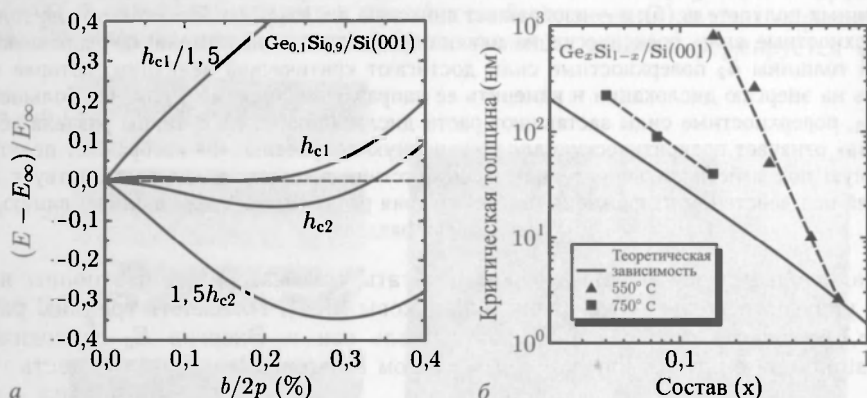 (E − E∞)/E∞
0,4
0,3
0,2
0,1
0,0
-0,1
-0,2
-0,3
-0,4
hc1/1,5
Ge0,1Si0,9/Si(001)
hc1
hc2
1,5hc2
0,0 0,1 0,2 0,3 0,4
b/2p (%)
а
Критическая толщина (нм)
10³
10²
10¹
10⁰
GexSi1−x/Si(001)
Теоретическая
зависимость
550° C
750° C
0,1 1
Состав (x)
б